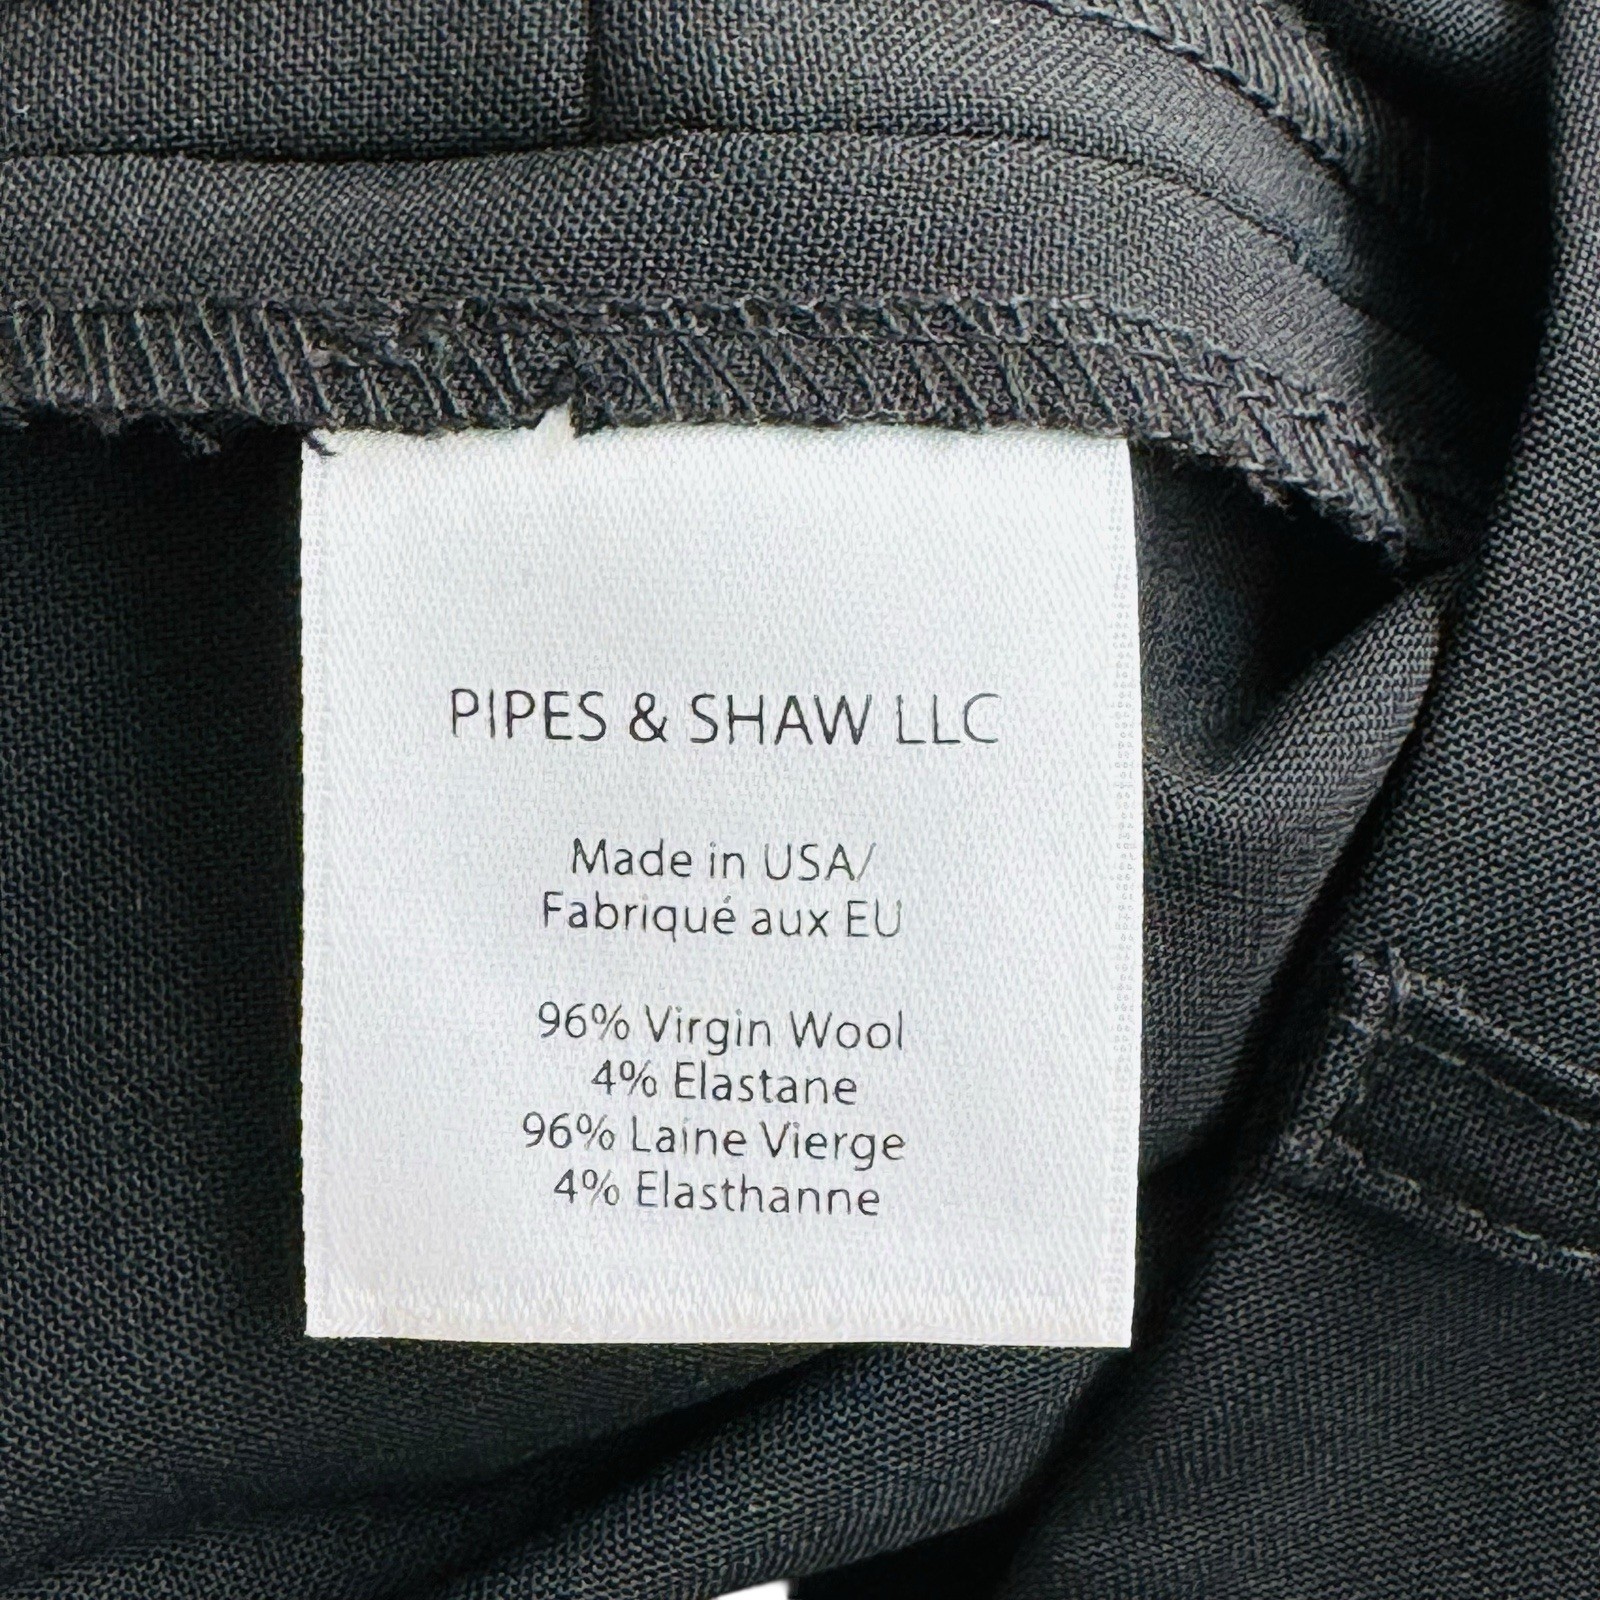 PIPES & SHAW LLC
Made in USA/
Fabriqué aux EU
96% Virgin Wool
4% Elastane
96% Laine Vierge
4% Elasthanne